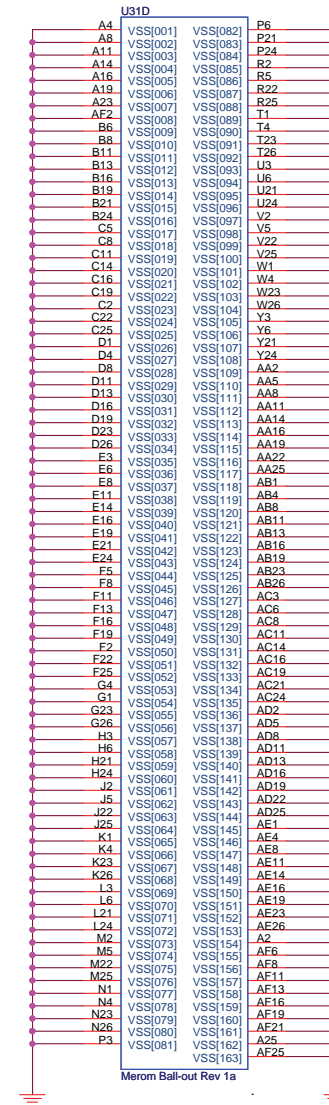 U31D
A4 VSS[001] VSS[082] P6
A8 VSS[002] VSS[083] P21
A11 VSS[003] VSS[084] P24
A14 VSS[004] VSS[085] R2
A16 VSS[005] VSS[086] R5
A19 VSS[006] VSS[087] R22
A23 VSS[007] VSS[088] R25
AF2 VSS[008] VSS[089] T1
B6 VSS[009] VSS[090] T4
B8 VSS[010] VSS[091] T23
B11 VSS[011] VSS[092] T26
B13 VSS[012] VSS[093] U3
B16 VSS[013] VSS[094] U6
B19 VSS[014] VSS[095] U21
B21 VSS[015] VSS[096] U24
B24 VSS[016] VSS[097] V2
C5 VSS[017] VSS[098] V5
C8 VSS[018] VSS[099] V22
C11 VSS[019] VSS[100] V25
C14 VSS[020] VSS[101] W1
C16 VSS[021] VSS[102] W4
C19 VSS[022] VSS[103] W23
C2 VSS[023] VSS[104] W26
C22 VSS[024] VSS[105] Y3
C25 VSS[025] VSS[106] Y6
D1 VSS[026] VSS[107] Y21
D4 VSS[027] VSS[108] Y24
D8 VSS[028] VSS[109] AA2
D11 VSS[029] VSS[110] AA5
D13 VSS[030] VSS[111] AA8
D16 VSS[031] VSS[112] AA11
D19 VSS[032] VSS[113] AA14
D23 VSS[033] VSS[114] AA16
D26 VSS[034] VSS[115] AA19
E3 VSS[035] VSS[116] AA22
E6 VSS[036] VSS[117] AA25
E8 VSS[037] VSS[118] AB1
E11 VSS[038] VSS[119] AB4
E14 VSS[039] VSS[120] AB8
E16 VSS[040] VSS[121] AB11
E19 VSS[041] VSS[122] AB13
E21 VSS[042] VSS[123] AB16
E24 VSS[043] VSS[124] AB19
F5 VSS[044] VSS[125] AB23
F8 VSS[045] VSS[126] AB26
F11 VSS[046] VSS[127] AC3
F13 VSS[047] VSS[128] AC6
F16 VSS[048] VSS[129] AC8
F19 VSS[049] VSS[130] AC11
F2 VSS[050] VSS[131] AC14
F22 VSS[051] VSS[132] AC16
F25 VSS[052] VSS[133] AC19
G4 VSS[053] VSS[134] AC21
G1 VSS[054] VSS[135] AC24
G23 VSS[055] VSS[136] AD2
G26 VSS[056] VSS[137] AD5
H3 VSS[057] VSS[138] AD8
H6 VSS[058] VSS[139] AD11
H21 VSS[059] VSS[140] AD13
H24 VSS[060] VSS[141] AD16
J2 VSS[061] VSS[142] AD19
J5 VSS[062] VSS[143] AD22
J22 VSS[063] VSS[144] AD25
J25 VSS[064] VSS[145] AE1
K1 VSS[065] VSS[146] AE4
K4 VSS[066] VSS[147] AE8
K23 VSS[067] VSS[148] AE11
K26 VSS[068] VSS[149] AE14
L3 VSS[069] VSS[150] AE16
L6 VSS[070] VSS[151] AE19
L21 VSS[071] VSS[152] AE23
L24 VSS[072] VSS[153] AE26
M2 VSS[073] VSS[154] A2
M5 VSS[074] VSS[155] AF6
M22 VSS[075] VSS[156] AF8
M25 VSS[076] VSS[157] AF11
N1 VSS[077] VSS[158] AF13
N4 VSS[078] VSS[159] AF16
N23 VSS[079] VSS[160] AF19
N26 VSS[080] VSS[161] AF21
P3 VSS[081] VSS[162] A25
VSS[163] AF25
Merom Ball-out Rev 1a